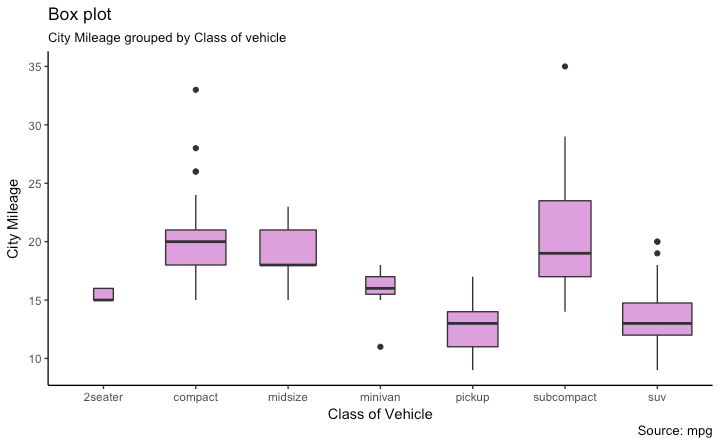 Box plot
City Mileage grouped by Class of vehicle
City Mileage
35
30
25
20
15
10
2seater compact midsize minivan pickup subcompact suv
Class of Vehicle
Source: mpg